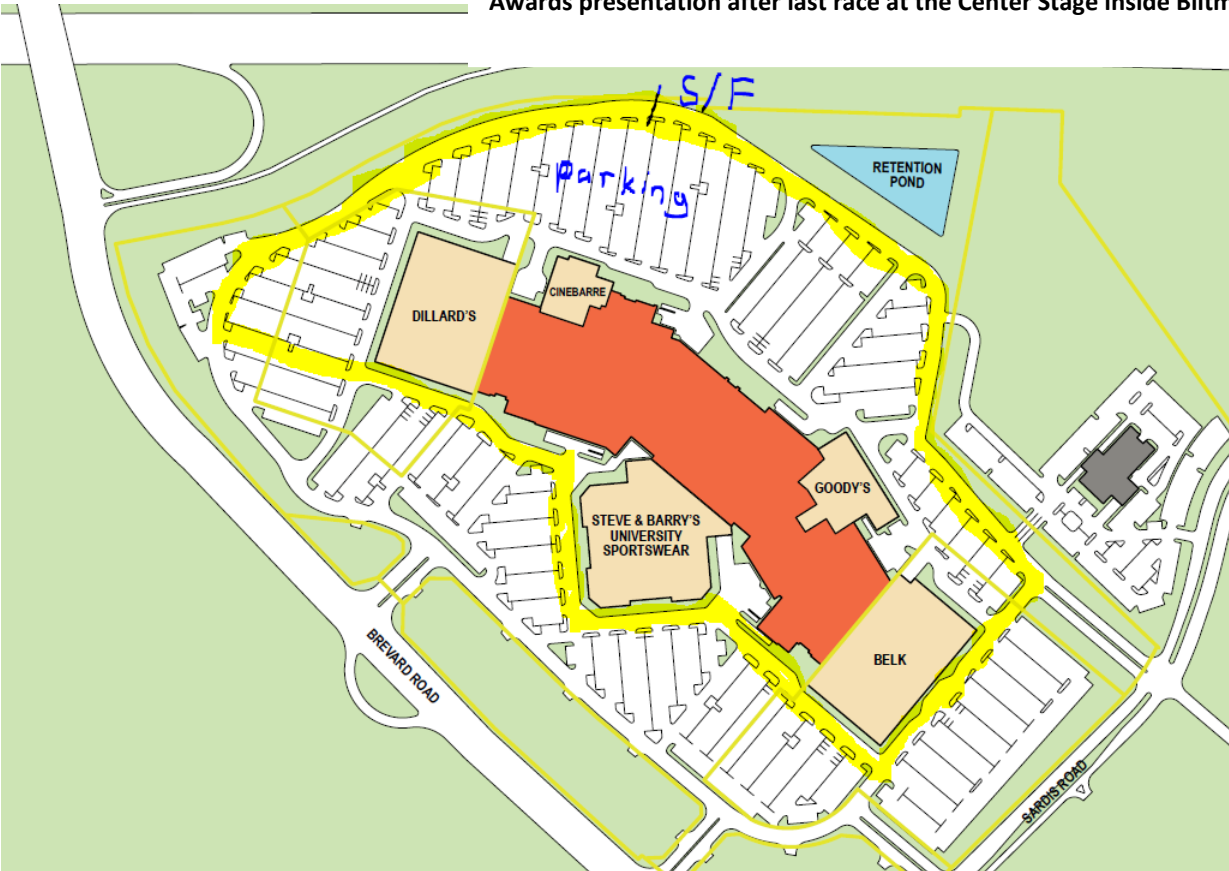 Awards presentation after last race at the Center Stage inside Biltm
S/F
parking
RETENTION
POND
CINEBARRE
DILLARD'S
GOODY'S
STEVE & BARRY'S
UNIVERSITY
SPORTSWEAR
BELK
BREVARD ROAD
SARDIS ROAD